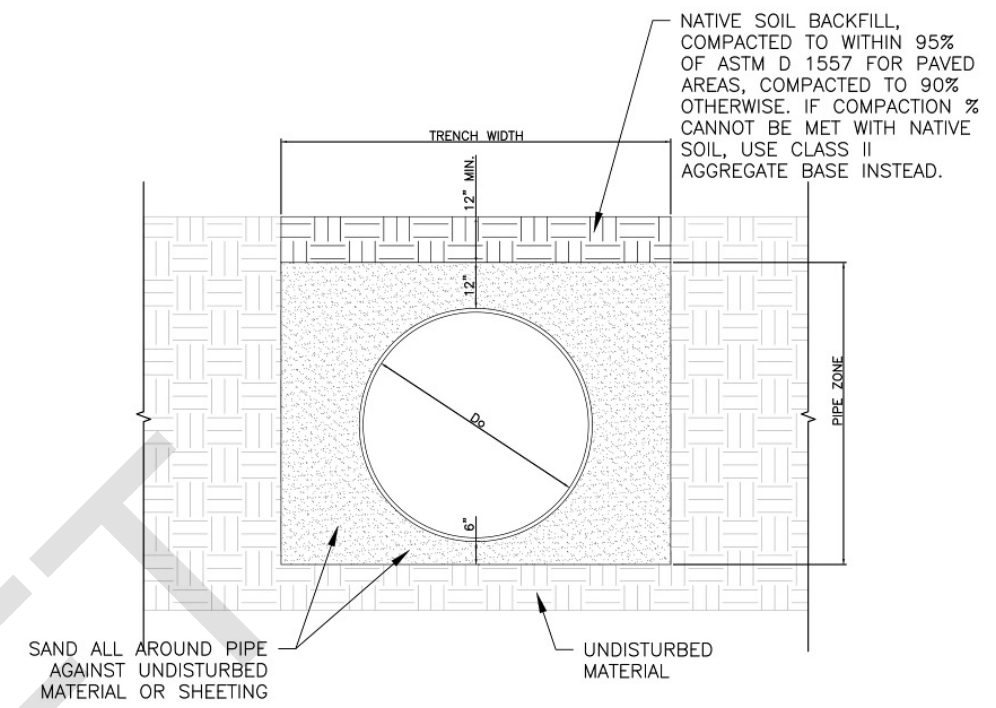 NATIVE SOIL BACKFILL,
COMPACTED TO WITHIN 95%
OF ASTM D 1557 FOR PAVED
AREAS, COMPACTED TO 90%
OTHERWISE. IF COMPACTION %
CANNOT BE MET WITH NATIVE
SOIL, USE CLASS II
AGGREGATE BASE INSTEAD.
TRENCH WIDTH
12" MIN.
12"
PIPE ZONE
Do
6"
SAND ALL AROUND PIPE
AGAINST UNDISTURBED
MATERIAL OR SHEETING
UNDISTURBED
MATERIAL